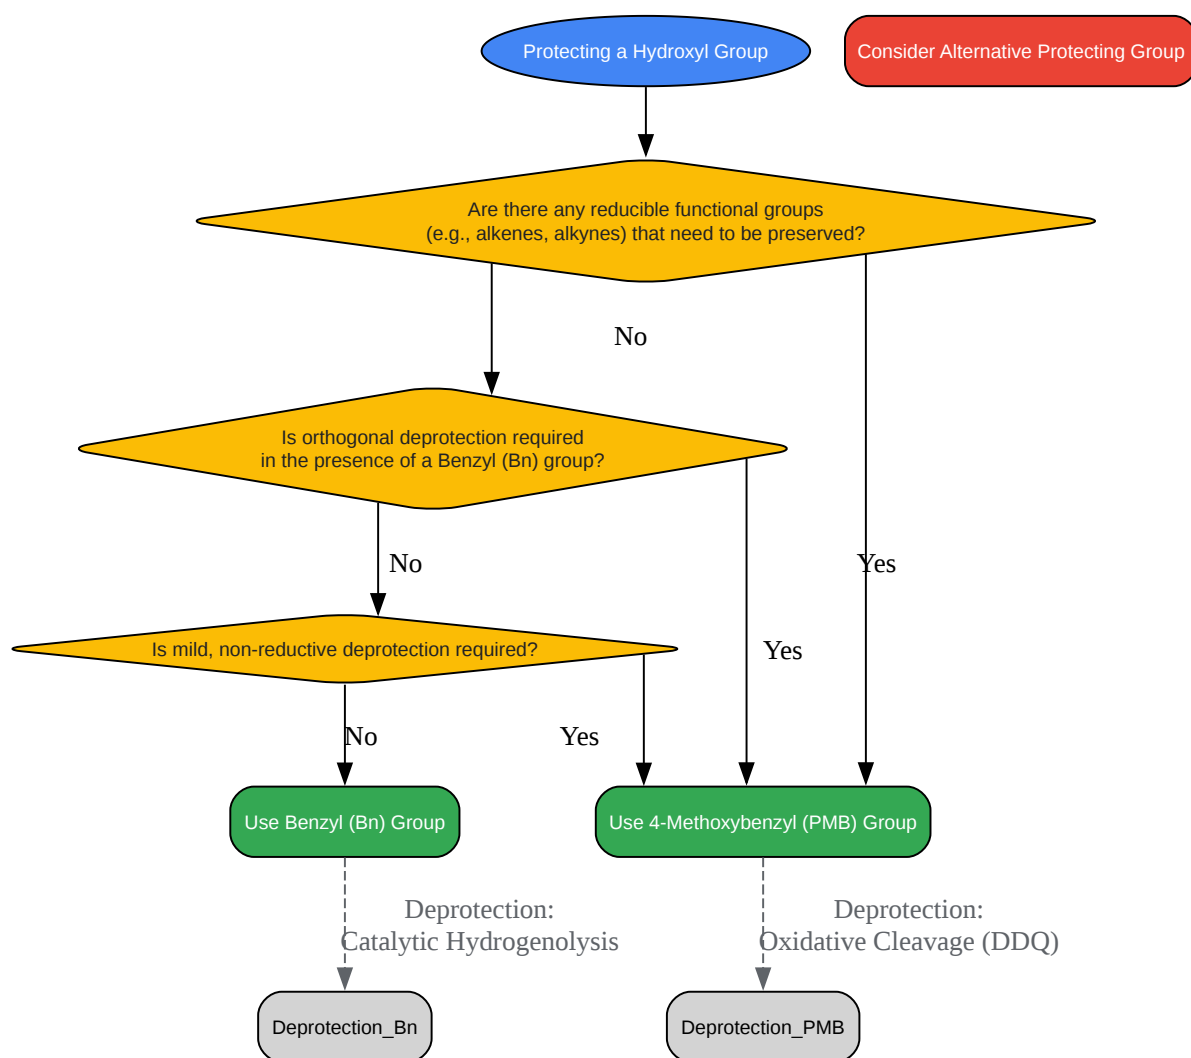 Protecting a Hydroxyl Group
Consider Alternative Protecting Group
Are there any reducible functional groups
(e.g., alkenes, alkynes) that need to be preserved?
No
Is orthogonal deprotection required
in the presence of a Benzyl (Bn) group?
No
Yes
Is mild, non-reductive deprotection required?
Yes
No
Yes
Use Benzyl (Bn) Group
Use 4-Methoxybenzyl (PMB) Group
Deprotection:
Catalytic Hydrogenolysis
Deprotection:
Oxidative Cleavage (DDQ)
Deprotection_Bn
Deprotection_PMB